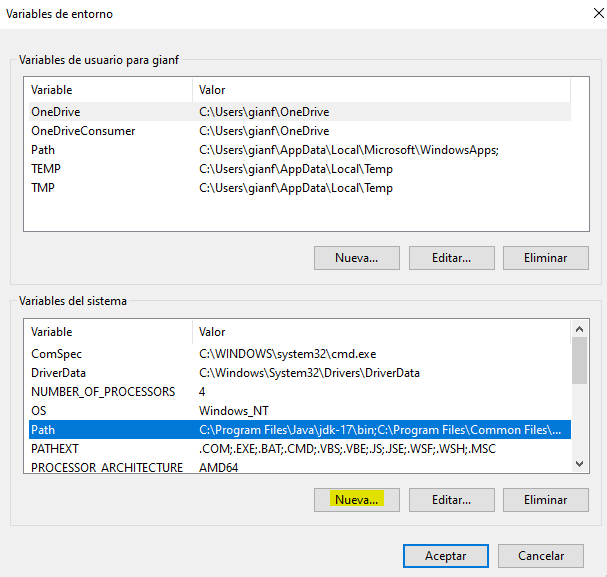 Variables de entorno
Variables de usuario para gianf
Variable Valor
OneDrive C:\Users\gianf\OneDrive
OneDriveConsumer C:\Users\gianf\OneDrive
Path C:\Users\gianf\AppData\Local\Microsoft\WindowsApps;
TEMP C:\Users\gianf\AppData\Local\Temp
TMP C:\Users\gianf\AppData\Local\Temp
Nueva... Editar... Eliminar
Variables del sistema
Variable Valor
ComSpec C:\WINDOWS\system32\cmd.exe
DriverData C:\Windows\System32\Drivers\DriverData
NUMBER_OF_PROCESSORS 4
OS Windows_NT
Path C:\Program Files\Java\jdk-17\bin;C:\Program Files\Common Files\...
PATHEXT .COM;.EXE;.BAT;.CMD;.VBS;.VBE;.JS;.JSE;.WSF;.WSH;.MSC
PROCESSOR_ARCHITECTURE AMD64
Nueva... Editar... Eliminar
Aceptar Cancelar